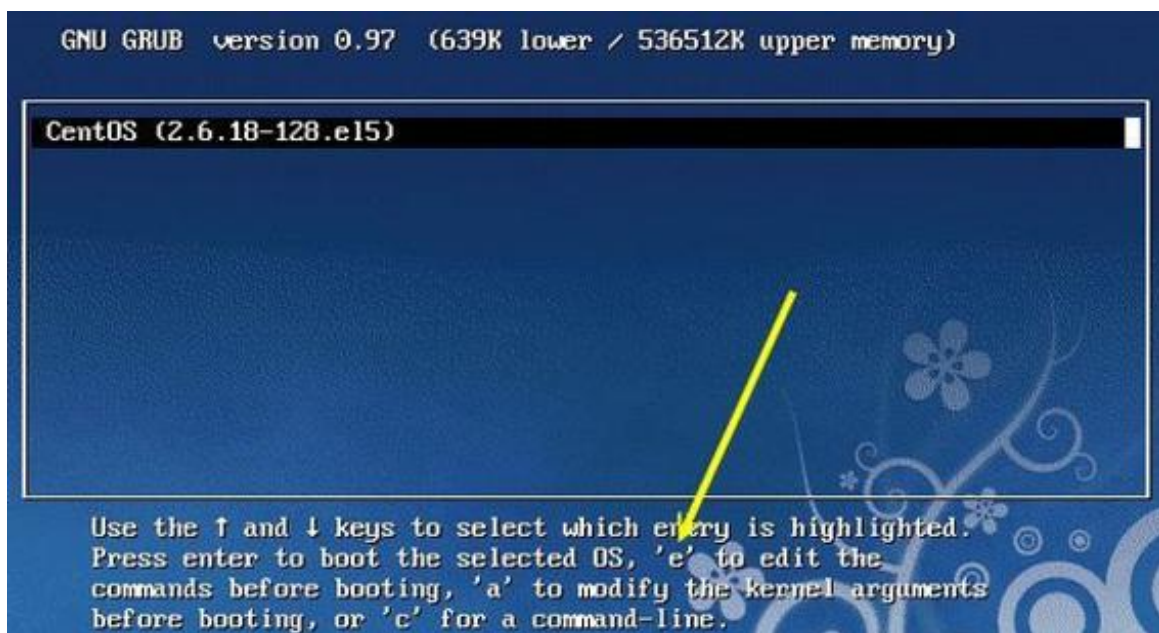 GNU GRUB version 0.97 (639K lower / 536512K upper memory)
CentOS (2.6.18-128.el5)
Use the ↑ and ↓ keys to select which entry is highlighted.
Press enter to boot the selected OS, 'e' to edit the
commands before booting, 'a' to modify the kernel arguments
before booting, or 'c' for a command-line.